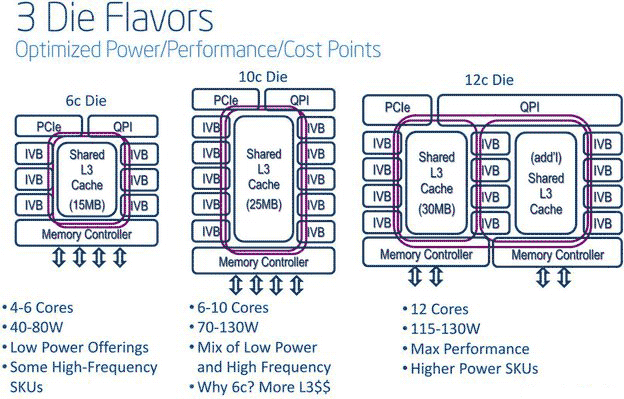 3 Die Flavors
Optimized Power/Performance/Cost Points
6c Die
PCIe
QPI
IVB
IVB
IVB
Shared
L3
Cache
(15MB)
IVB
IVB
IVB
Memory Controller
4-6 Cores
40-80W
Low Power Offerings
Some High-Frequency
SKUs
10c Die
PCIe
QPI
IVB
IVB
IVB
IVB
IVB
Shared
L3
Cache
(25MB)
IVB
IVB
IVB
IVB
IVB
Memory Controller
6-10 Cores
70-130W
Mix of Low Power
and High Frequency
Why 6c? More L3$$
12c Die
PCIe
QPI
IVB
IVB
IVB
IVB
Shared
L3
Cache
(30MB)
IVB
IVB
IVB
IVB
(add'l)
Shared
L3
Cache
IVB
IVB
IVB
IVB
Memory Controller
Memory Controller
12 Cores
115-130W
Max Performance
Higher Power SKUs